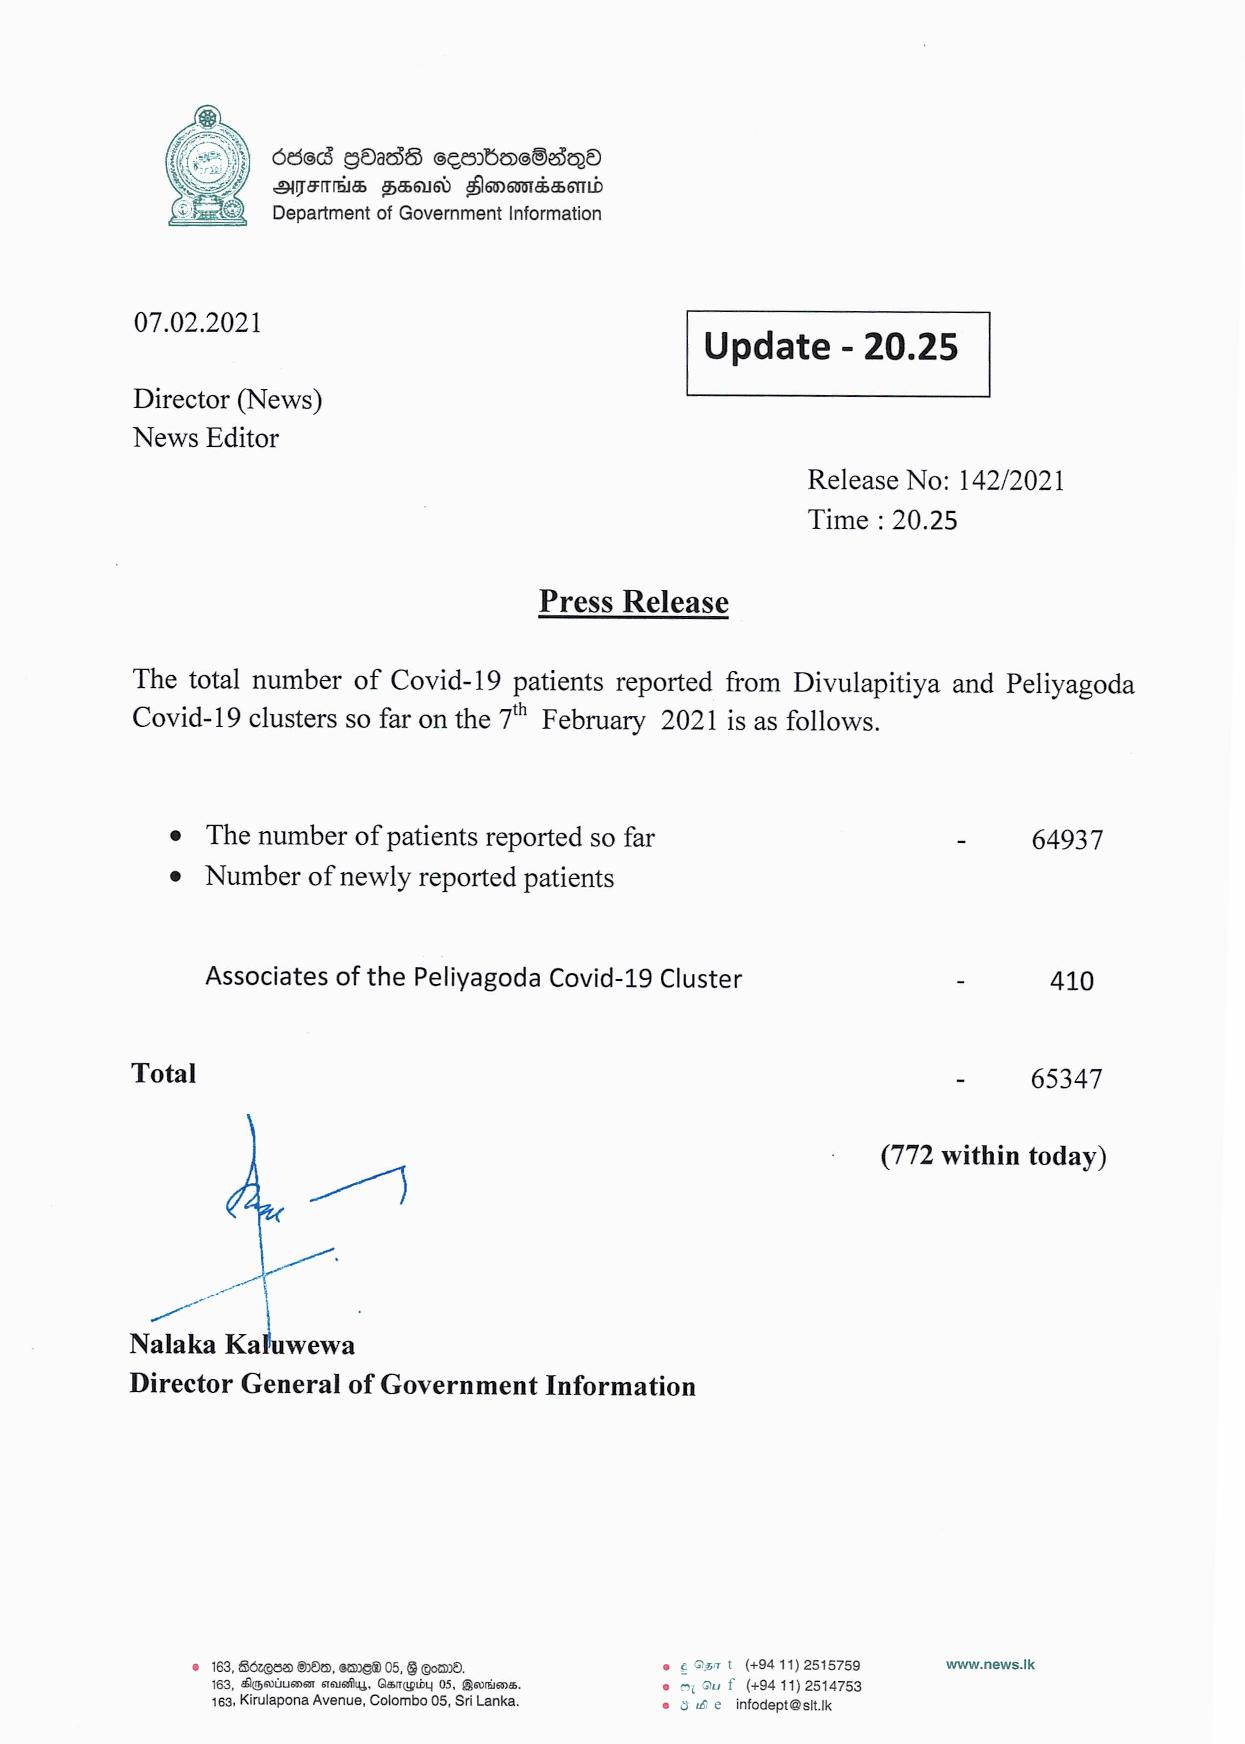 රජයේ ප්‍රවෘත්ති දෙපාර්තමේන්තුව
அரசாங்க தகவல் திணைக்களம்
Department of Government Information
07.02.2021
Update - 20.25
Director (News)
News Editor
Release No: 142/2021
Time : 20.25
Press Release
The total number of Covid-19 patients reported from Divulapitiya and Peliyagoda
Covid-19 clusters so far on the 7th February 2021 is as follows.
• The number of patients reported so far - 64937
• Number of newly reported patients
Associates of the Peliyagoda Covid-19 Cluster - 410
Total - 65347
(772 within today)
Nalaka Kaluwewa
Director General of Government Information
• 163, කිරුලපන මාවත, කොළඹ 05, ශ්‍රී ලංකාව.
163, கிருலப்பனை எவனியூ, கொழும்பு 05, இலங்கை.
163, Kirulapona Avenue, Colombo 05, Sri Lanka.
• දු தொ t (+94 11) 2515759
• ෆැ பெ f (+94 11) 2514753
• ඊ மி e infodept@slt.lk
www.news.lk